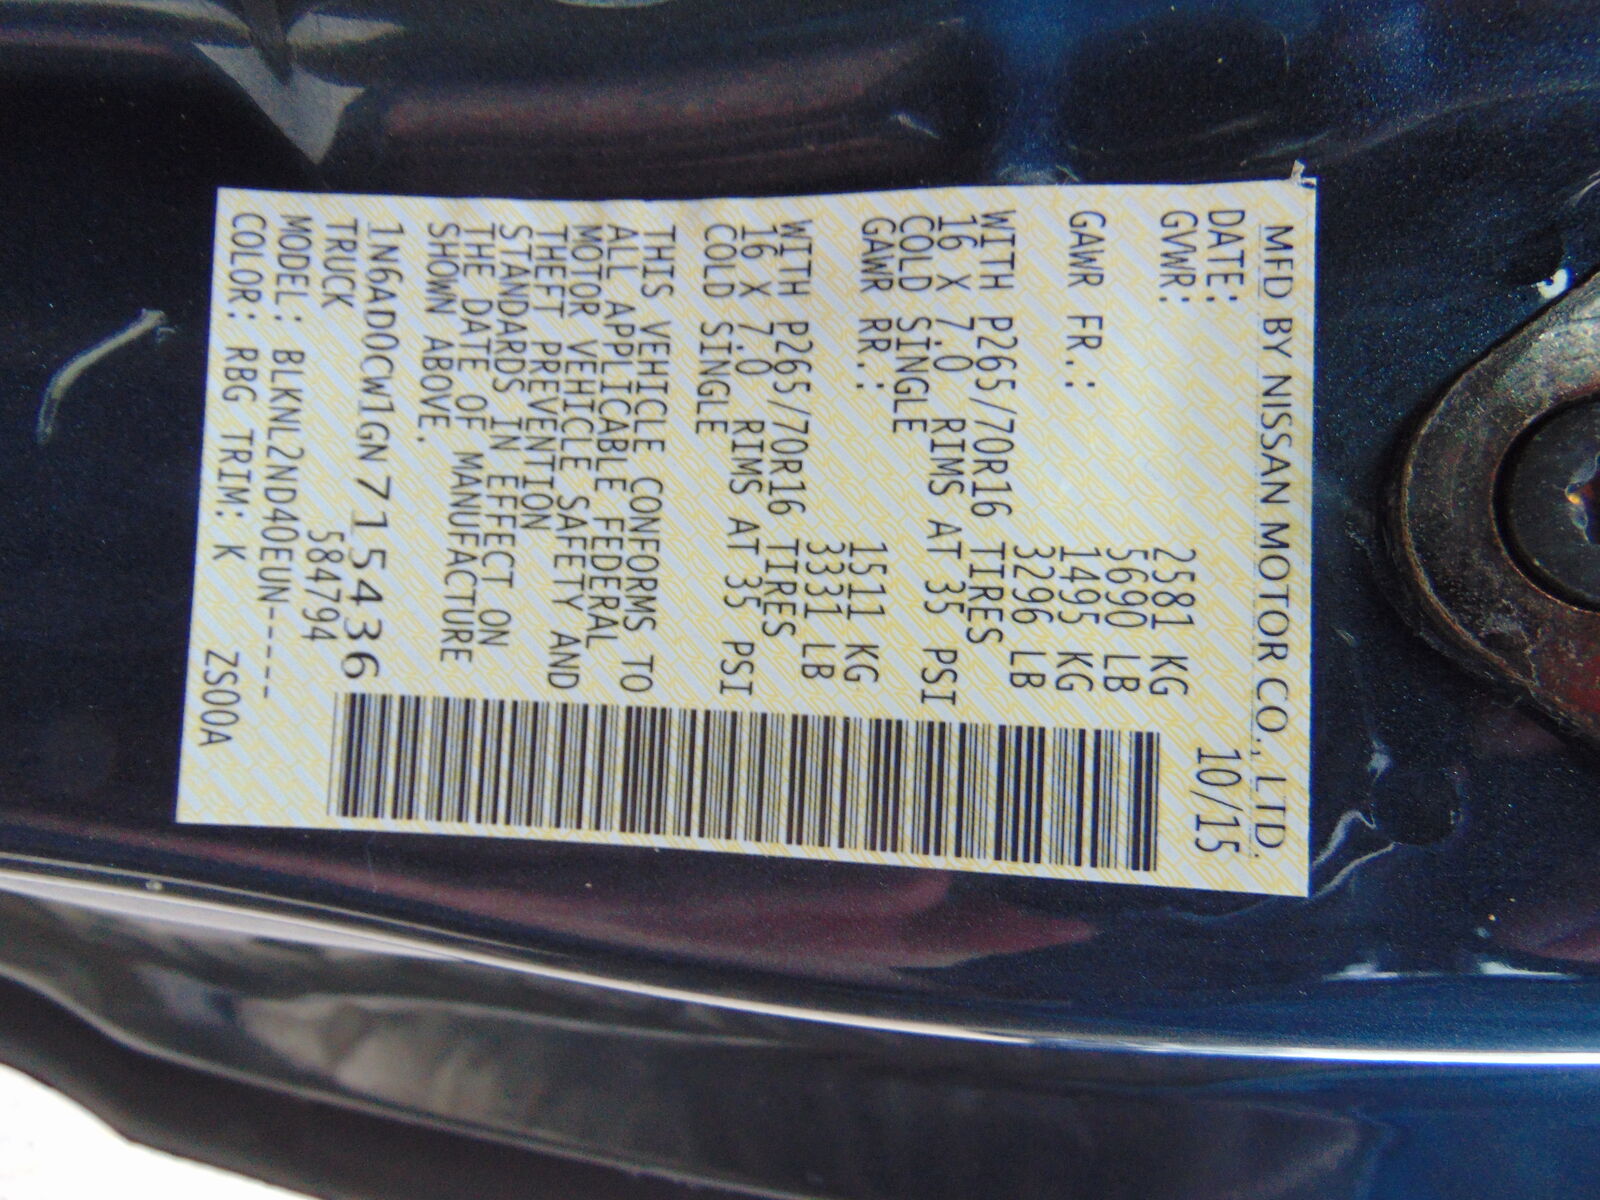 MFD BY NISSAN MOTOR CO., LTD.
DATE: 10/15
GVWR: 2581 KG
5690 LB
GAWR FR.: 1495 KG
3296 LB
WITH P265/70R16 TIRES
16 X 7.0 RIMS AT 35 PSI
COLD SINGLE
GAWR RR.: 1511 KG
3331 LB
WITH P265/70R16 TIRES
16 X 7.0 RIMS AT 35 PSI
COLD SINGLE
THIS VEHICLE CONFORMS TO
ALL APPLICABLE FEDERAL
MOTOR VEHICLE SAFETY AND
THEFT PREVENTION
STANDARDS IN EFFECT ON
THE DATE OF MANUFACTURE
SHOWN ABOVE.
1N6AD0CW1GN 715436
TRUCK 584794
MODEL: BLKNL2ND40EUN-----
COLOR: RBG TRIM: K ZS00A